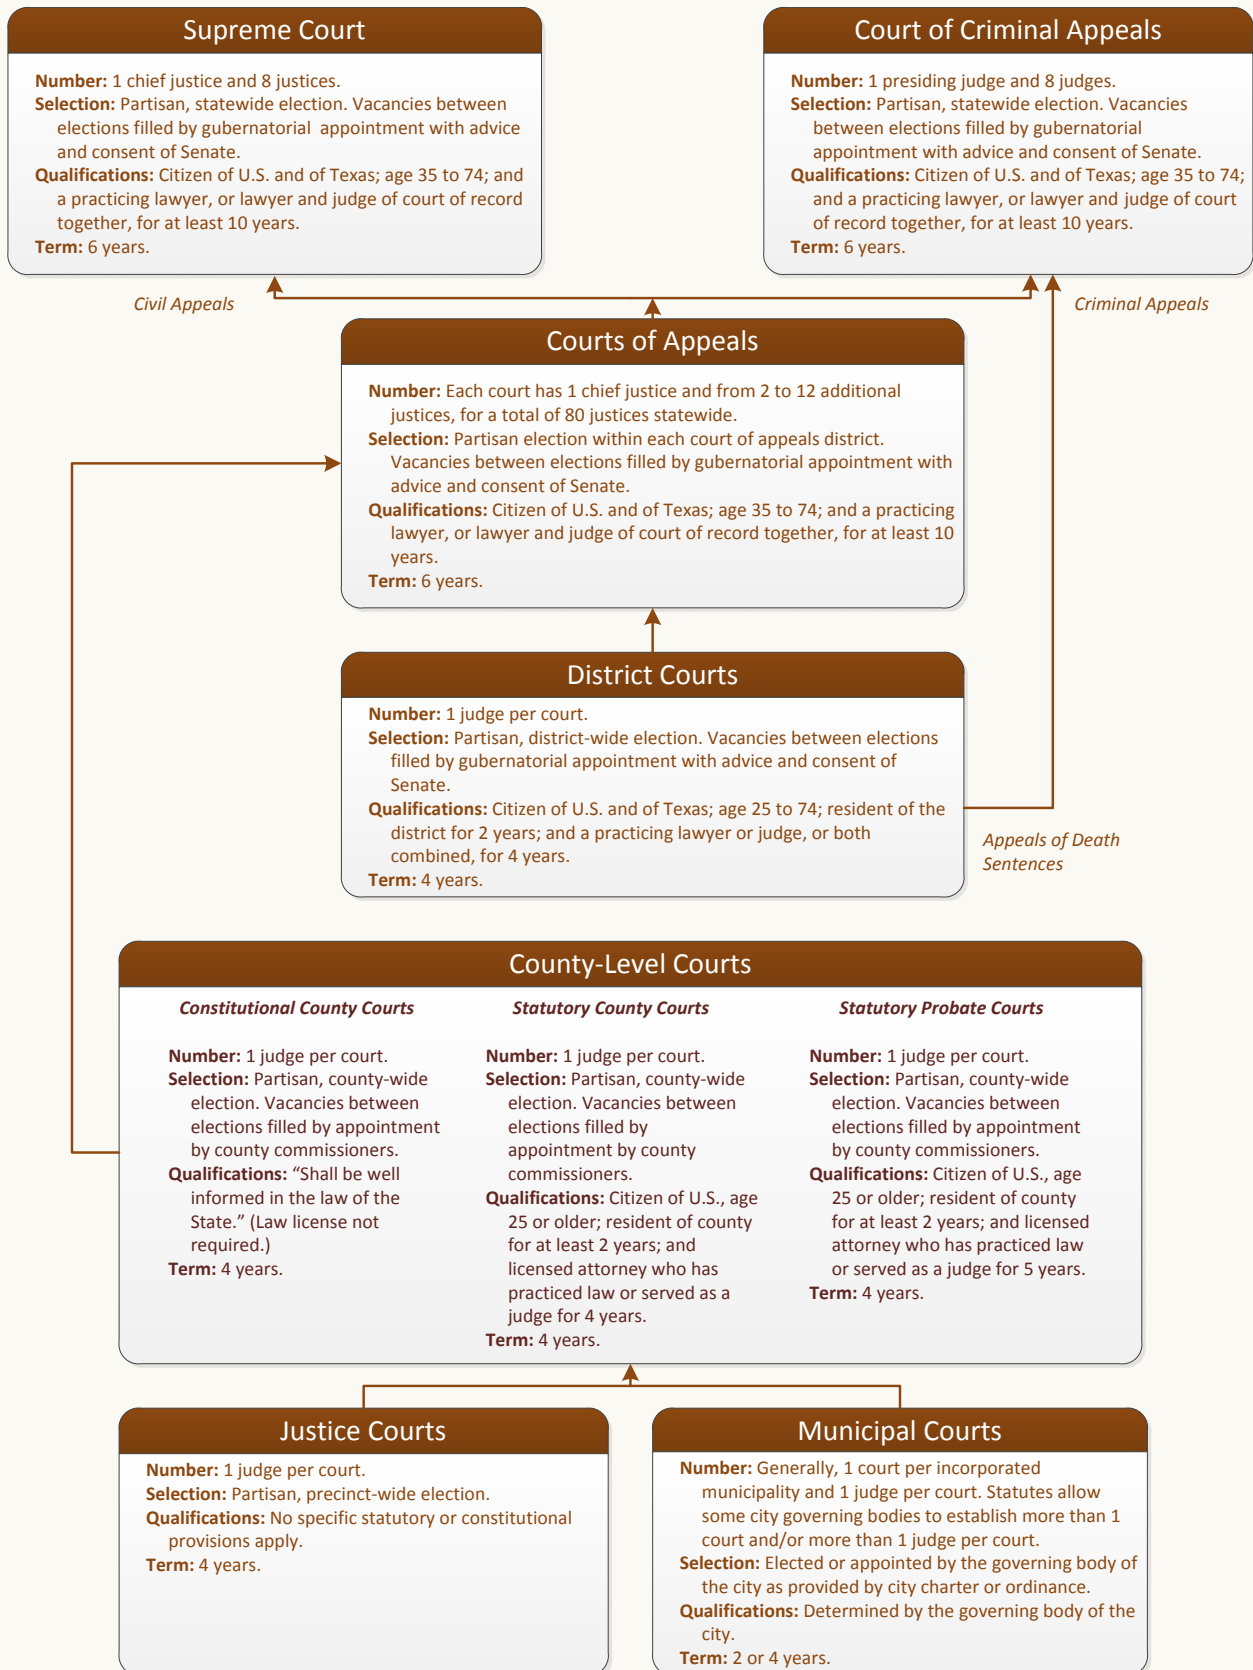 Supreme Court
Number: 1 chief justice and 8 justices.
Selection: Partisan, statewide election. Vacancies between
elections filled by gubernatorial appointment with advice
and consent of Senate.
Qualifications: Citizen of U.S. and of Texas; age 35 to 74; and
a practicing lawyer, or lawyer and judge of court of record
together, for at least 10 years.
Term: 6 years.
Court of Criminal Appeals
Number: 1 presiding judge and 8 judges.
Selection: Partisan, statewide election. Vacancies
between elections filled by gubernatorial
appointment with advice and consent of Senate.
Qualifications: Citizen of U.S. and of Texas; age 35 to 74;
and a practicing lawyer, or lawyer and judge of court
of record together, for at least 10 years.
Term: 6 years.
Civil Appeals
Criminal Appeals
Courts of Appeals
Number: Each court has 1 chief justice and from 2 to 12 additional
justices, for a total of 80 justices statewide.
Selection: Partisan election within each court of appeals district.
Vacancies between elections filled by gubernatorial appointment with
advice and consent of Senate.
Qualifications: Citizen of U.S. and of Texas; age 35 to 74; and a practicing
lawyer, or lawyer and judge of court of record together, for at least 10
years.
Term: 6 years.
District Courts
Number: 1 judge per court.
Selection: Partisan, district-wide election. Vacancies between elections
filled by gubernatorial appointment with advice and consent of
Senate.
Qualifications: Citizen of U.S. and of Texas; age 25 to 74; resident of the
district for 2 years; and a practicing lawyer or judge, or both
combined, for 4 years.
Term: 4 years.
Appeals of Death
Sentences
County-Level Courts
Constitutional County Courts
Number: 1 judge per court.
Selection: Partisan, county-wide
election. Vacancies between
elections filled by appointment
by county commissioners.
Qualifications: “Shall be well
informed in the law of the
State.” (Law license not
required.)
Term: 4 years.
Statutory County Courts
Number: 1 judge per court.
Selection: Partisan, county-wide
election. Vacancies between
elections filled by
appointment by county
commissioners.
Qualifications: Citizen of U.S., age
25 or older; resident of county
for at least 2 years; and
licensed attorney who has
practiced law or served as a
judge for 4 years.
Term: 4 years.
Statutory Probate Courts
Number: 1 judge per court.
Selection: Partisan, county-wide
election. Vacancies between
elections filled by appointment
by county commissioners.
Qualifications: Citizen of U.S., age
25 or older; resident of county
for at least 2 years; and licensed
attorney who has practiced law
or served as a judge for 5 years.
Term: 4 years.
Justice Courts
Number: 1 judge per court.
Selection: Partisan, precinct-wide election.
Qualifications: No specific statutory or constitutional
provisions apply.
Term: 4 years.
Municipal Courts
Number: Generally, 1 court per incorporated
municipality and 1 judge per court. Statutes allow
some city governing bodies to establish more than 1
court and/or more than 1 judge per court.
Selection: Elected or appointed by the governing body of
the city as provided by city charter or ordinance.
Qualifications: Determined by the governing body of the
city.
Term: 2 or 4 years.